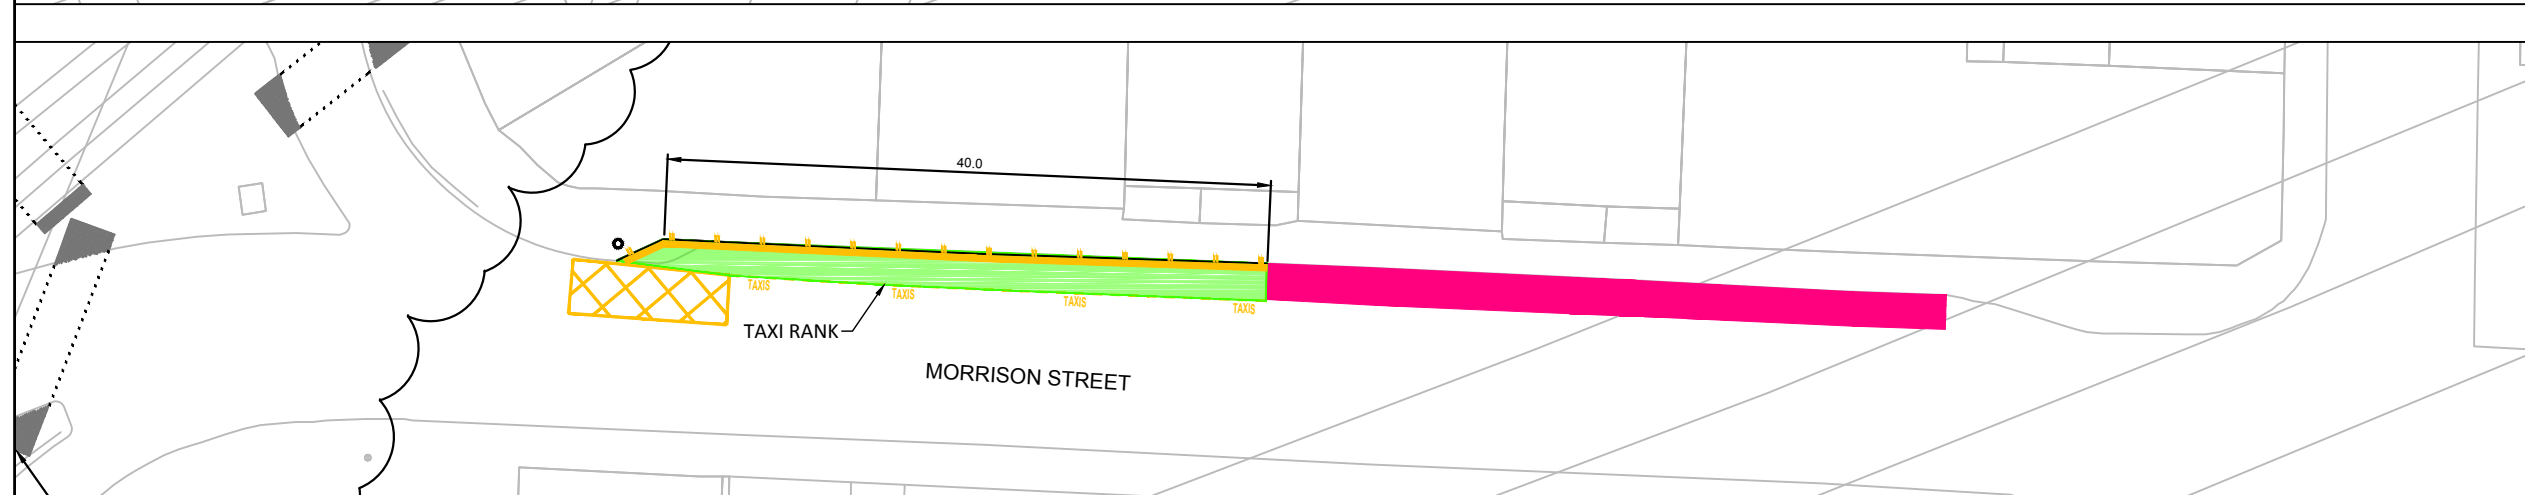 40.0
TAXIS
TAXIS
TAXIS
TAXIS
TAXI RANK
MORRISON STREET